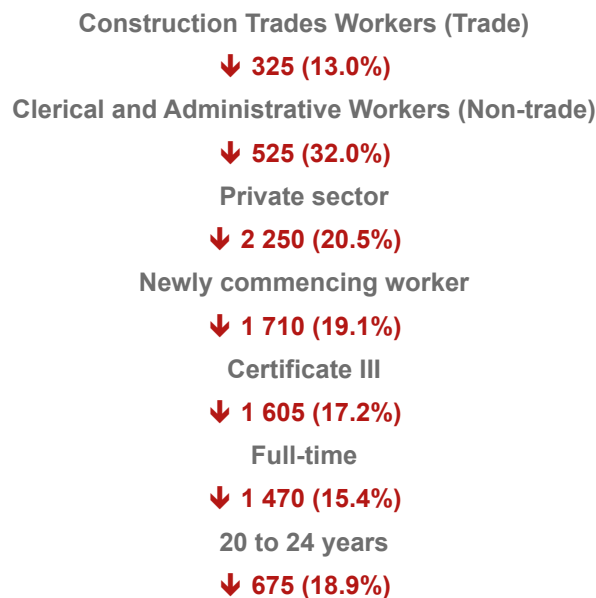 Construction Trades Workers (Trade)
↓ 325 (13.0%)
Clerical and Administrative Workers (Non-trade)
↓ 525 (32.0%)
Private sector
↓ 2 250 (20.5%)
Newly commencing worker
↓ 1 710 (19.1%)
Certificate III
↓ 1 605 (17.2%)
Full-time
↓ 1 470 (15.4%)
20 to 24 years
↓ 675 (18.9%)